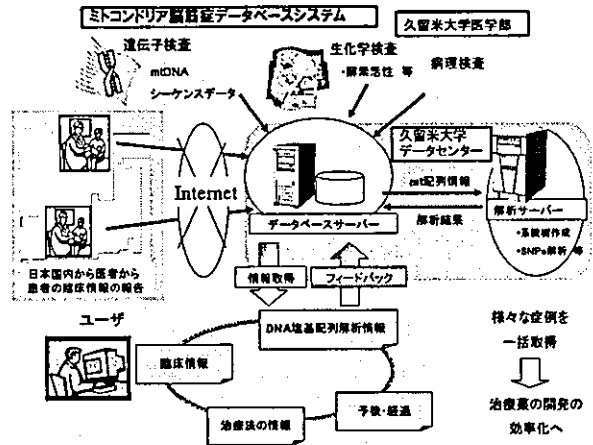 ミトコンドリア脳筋症データベースシステム
久留米大学医学部
遺伝子検査
mtDNA
シーケンスデータ
生化学検査
・酵素活性 等
病理検査
久留米大学
データセンター
Internet
mt配列情報
解析結果
データベースサーバー
解析サーバー
・系統樹作成
・SNPs解析 等
日本国内から医者から
患者の臨床情報の報告
情報取得
フィードバック
ユーザ
DNA塩基配列解析情報
臨床情報
治療法の情報
予後・経過
様々な症例を
一括取得
治療薬の開発の
効率化へ